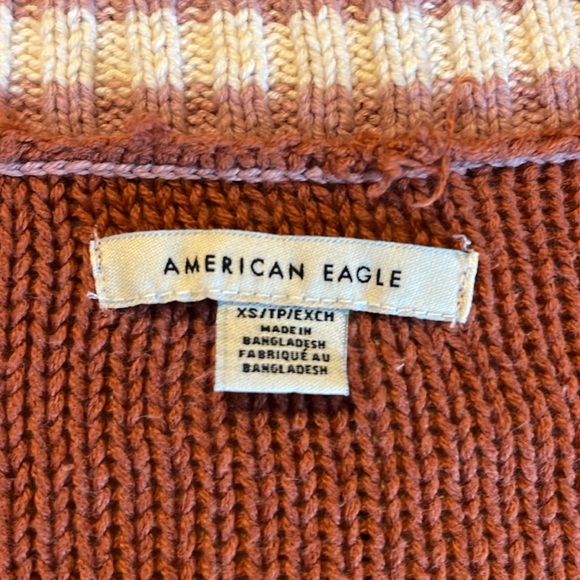 AMERICAN EAGLE
XS/TP/EXCH
MADE IN
BANGLADESH
FABRIQUÉ AU
BANGLADESH